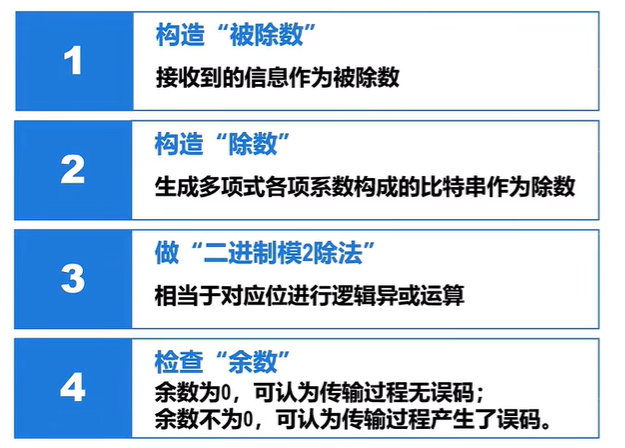 1
构造“被除数”
接收到的信息作为被除数
2
构造“除数”
生成多项式各项系数构成的比特串作为除数
3
做“二进制模2除法”
相当于对应位进行逻辑异或运算
4
检查“余数”
余数为0，可认为传输过程无误码；
余数不为0，可认为传输过程产生了误码。